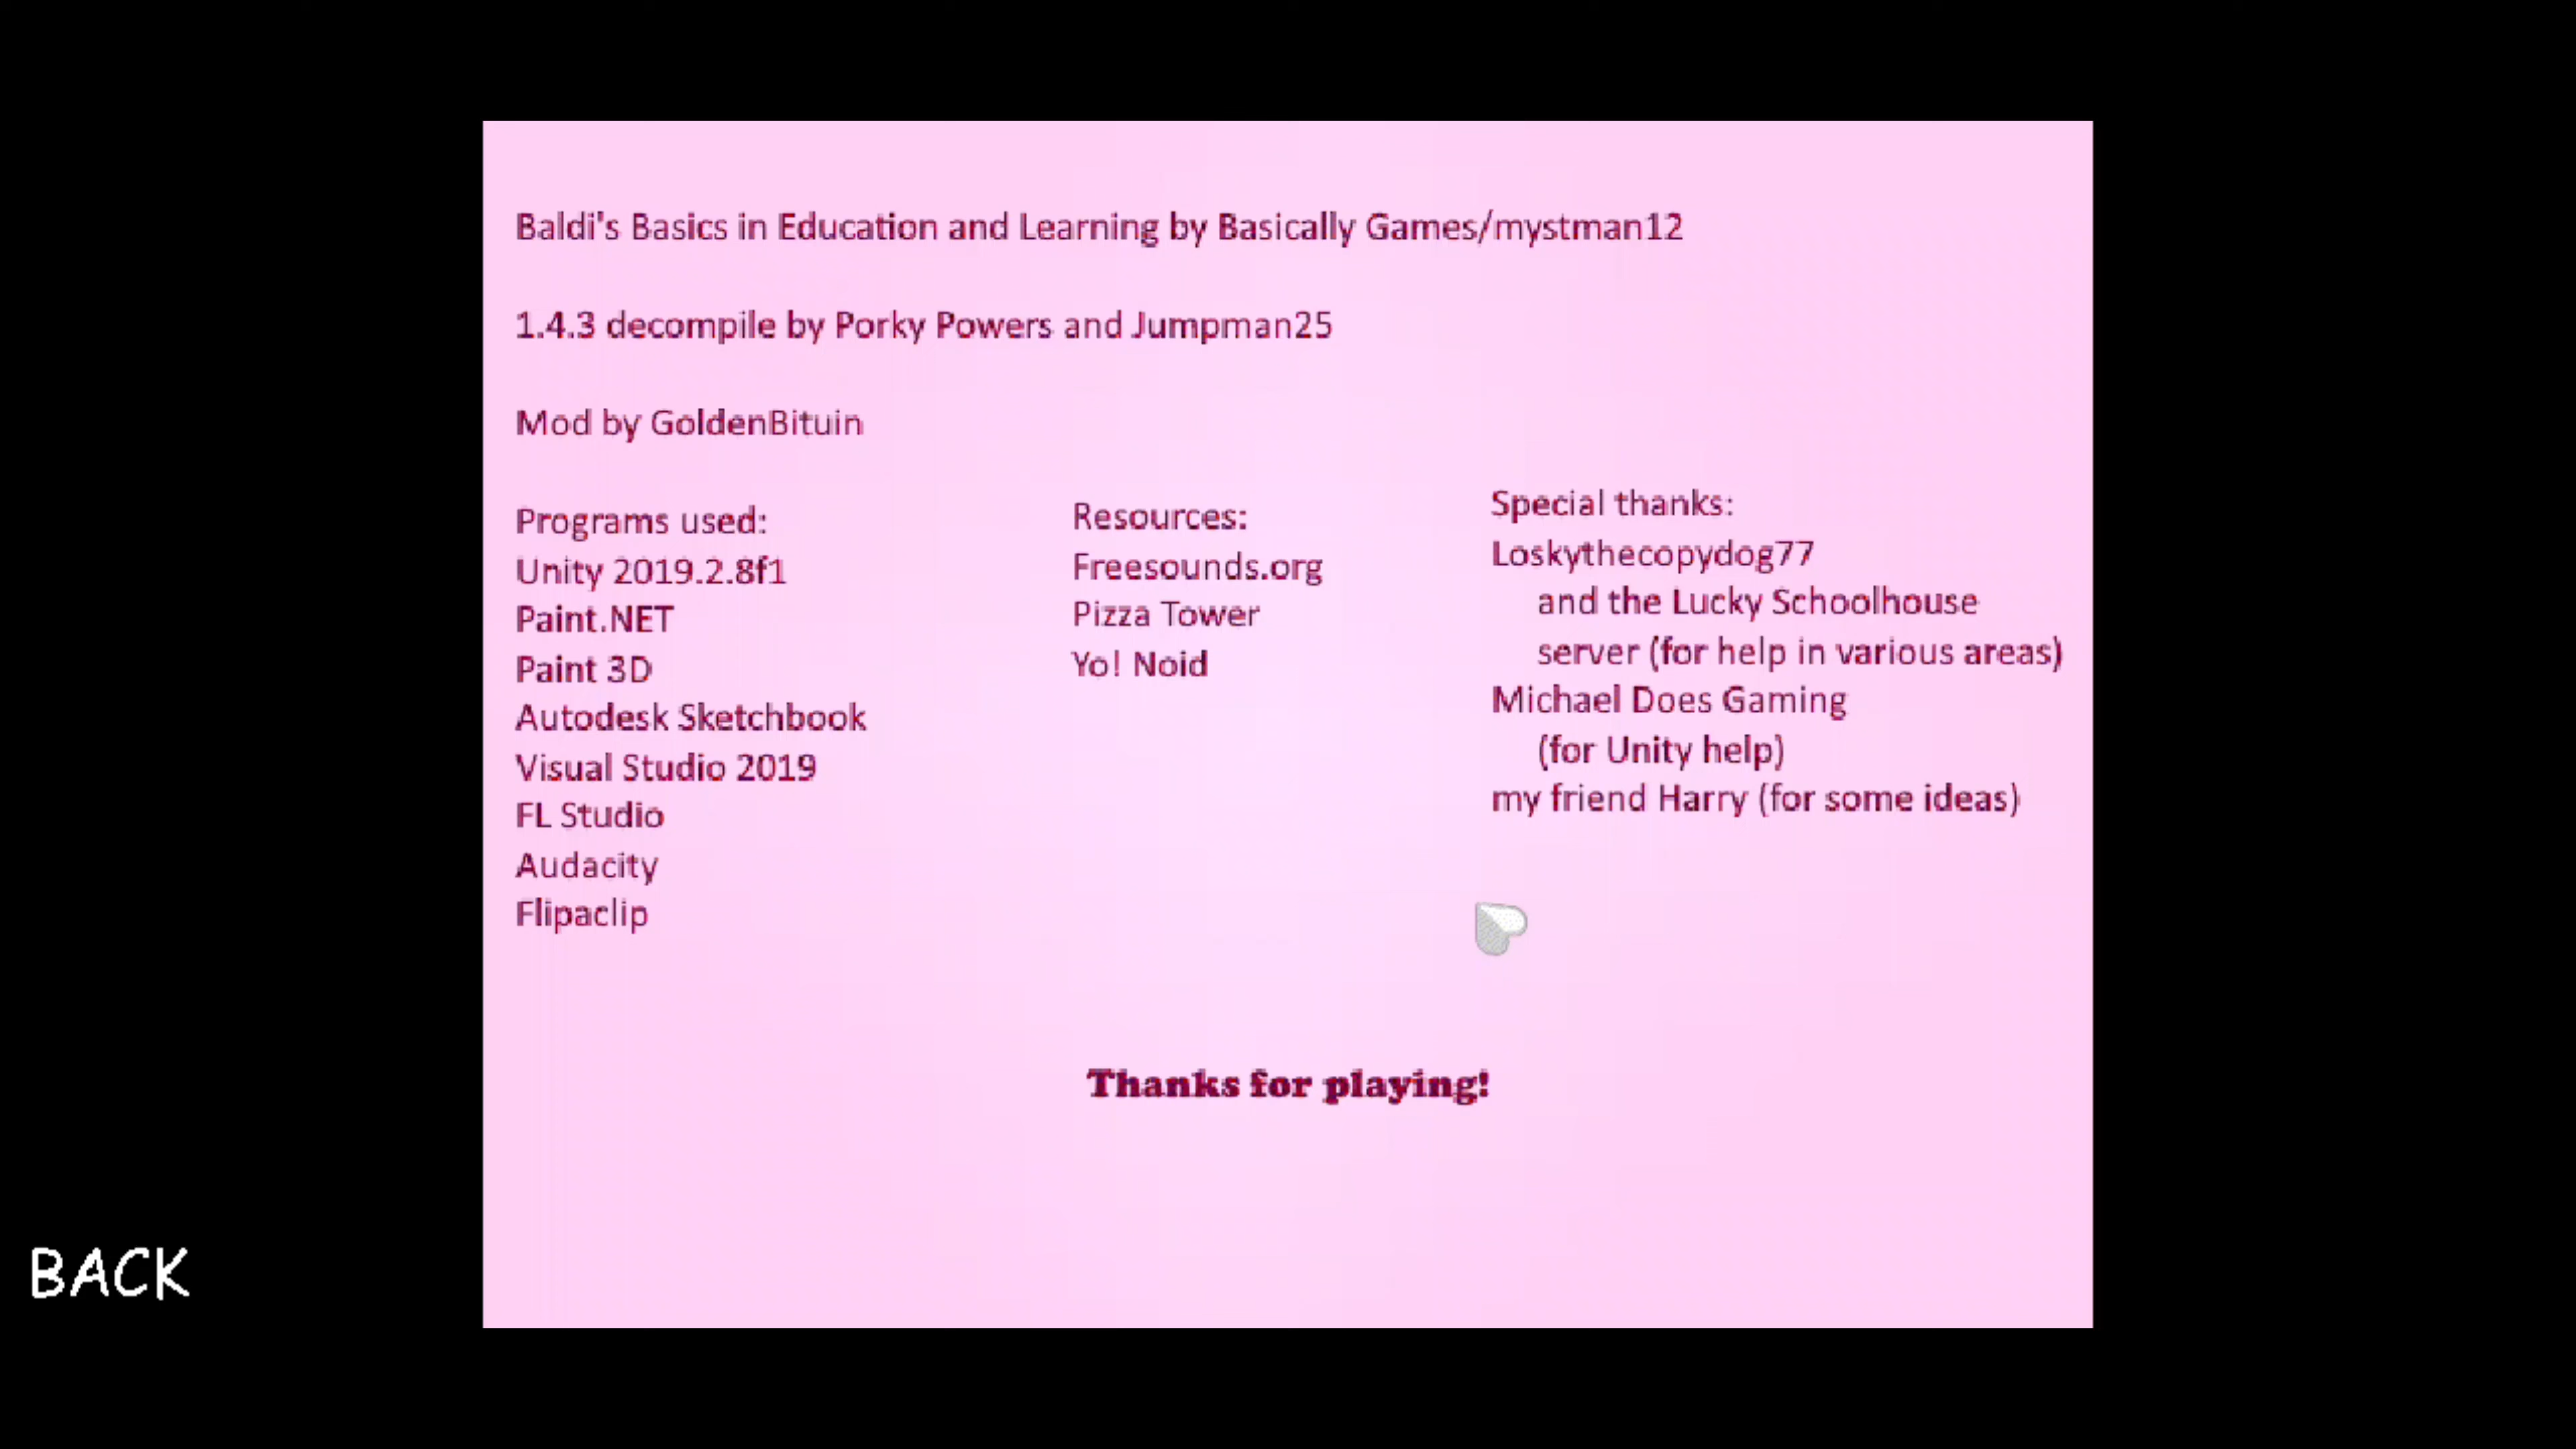 Baldi's Basics in Education and Learning by Basically Games/mystman12
1.4.3 decompile by Porky Powers and Jumpman25
Mod by GoldenBituin
Programs used:
Unity 2019.2.8f1
Paint.NET
Paint 3D
Autodesk Sketchbook
Visual Studio 2019
FL Studio
Audacity
Flipaclip
Resources:
Freesounds.org
Pizza Tower
Yo! Noid
Special thanks:
Loskythecopydog77
and the Lucky Schoolhouse
server (for help in various areas)
Michael Does Gaming
(for Unity help)
my friend Harry (for some ideas)
Thanks for playing!
BACK